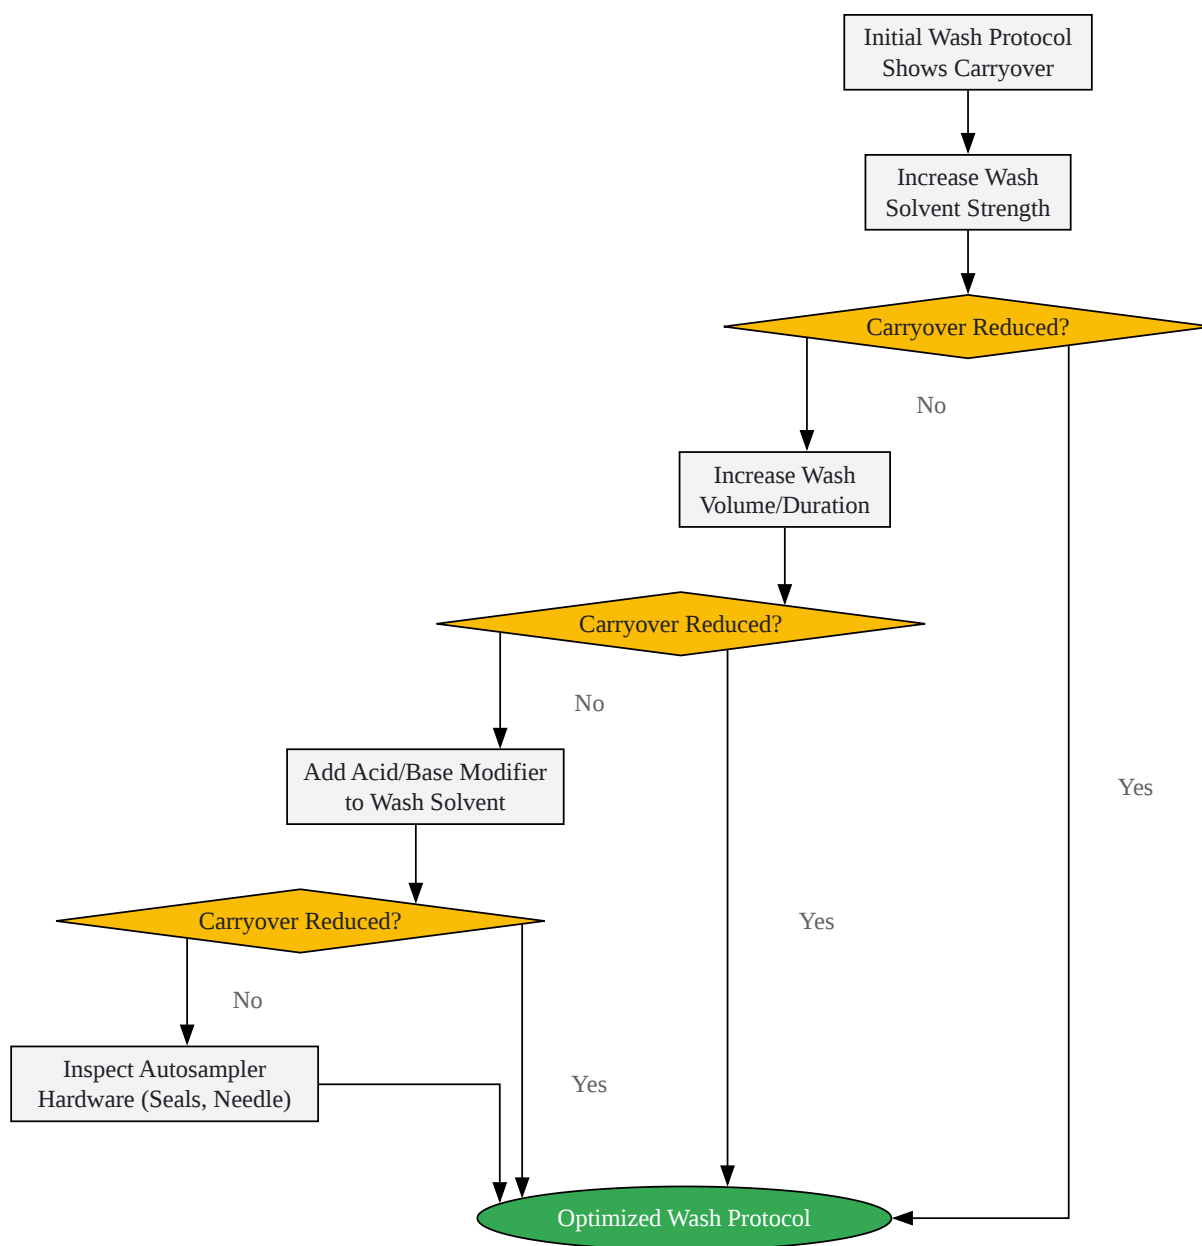 Initial Wash Protocol
Shows Carryover
Increase Wash
Solvent Strength
Carryover Reduced?
No
Increase Wash
Volume/Duration
Carryover Reduced?
No
Add Acid/Base Modifier
to Wash Solvent
Yes
Carryover Reduced?
Yes
No
Inspect Autosampler
Hardware (Seals, Needle)
Yes
Optimized Wash Protocol